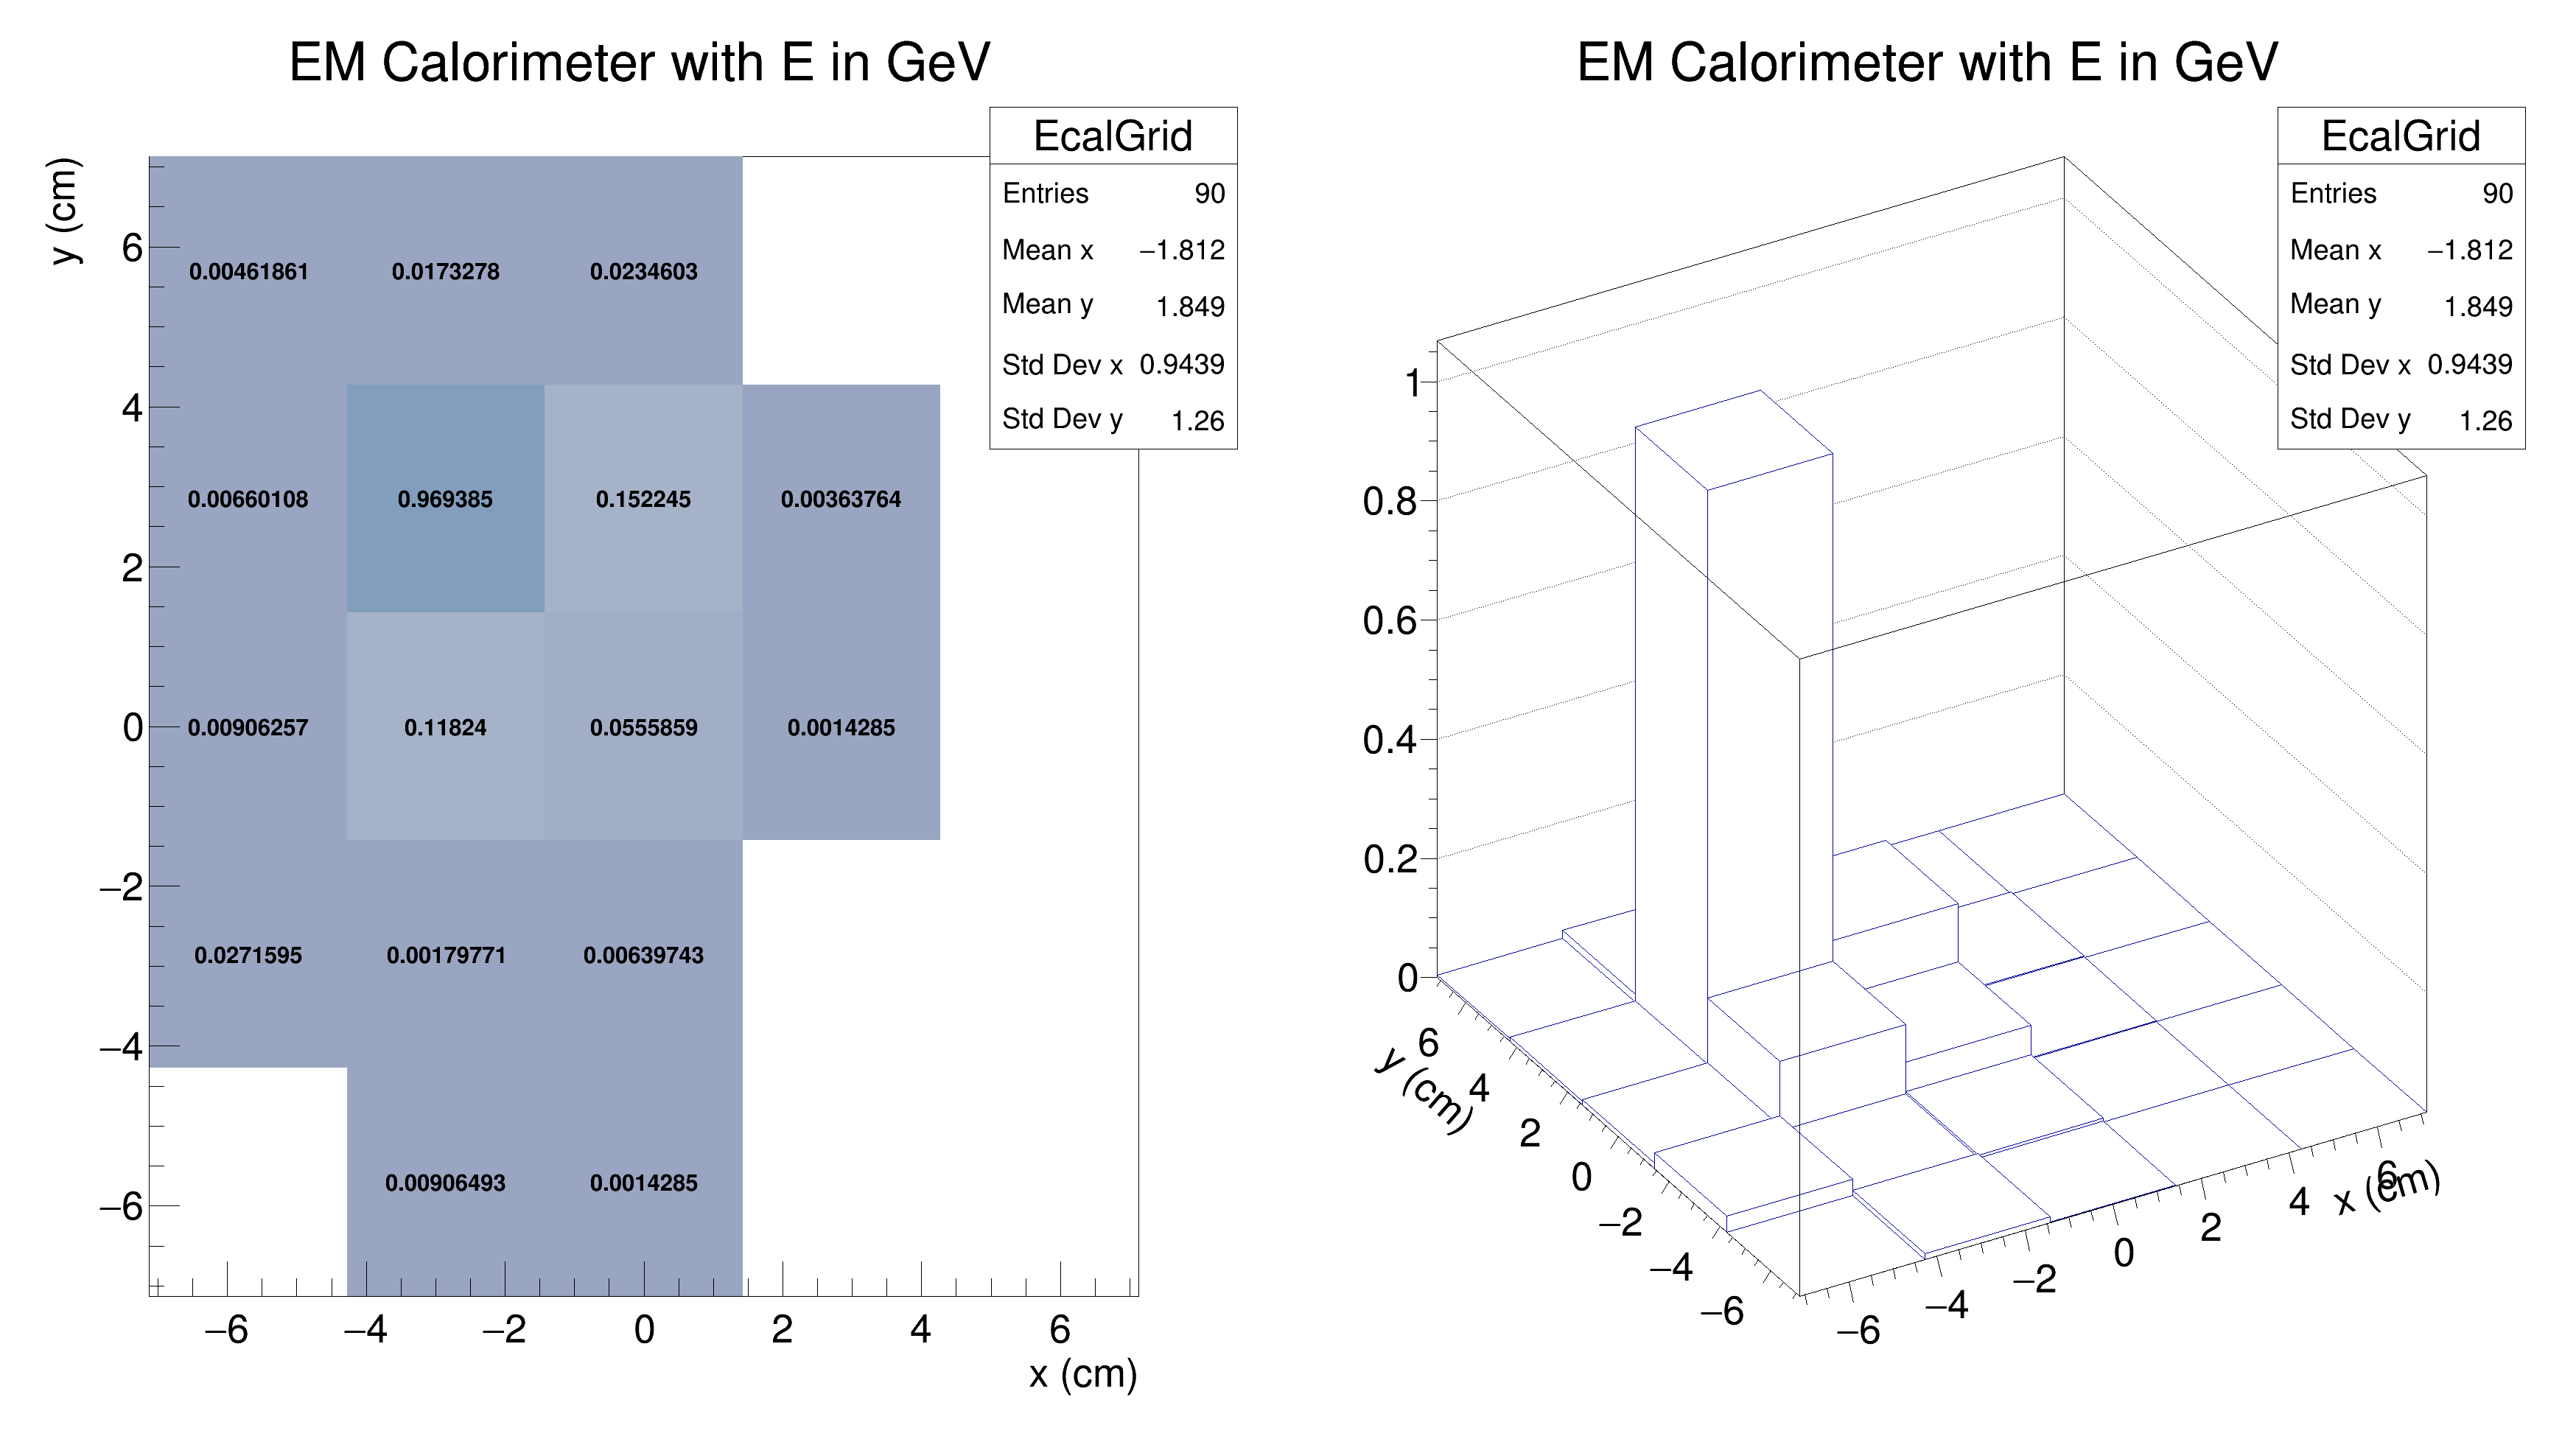 EM Calorimeter with E in GeV
EcalGrid
Entries 90
Mean x −1.812
Mean y 1.849
Std Dev x 0.9439
Std Dev y 1.26
y (cm)
6
4
2
0
−2
−4
−6
0.00461861 0.0173278 0.0234603
0.00660108 0.969385 0.152245 0.00363764
0.00906257 0.11824 0.0555859 0.0014285
0.0271595 0.00179771 0.00639743
0.00906493 0.0014285
−6 −4 −2 0 2 4 6
x (cm)
EM Calorimeter with E in GeV
EcalGrid
Entries 90
Mean x −1.812
Mean y 1.849
Std Dev x 0.9439
Std Dev y 1.26
1
0.8
0.6
0.4
0.2
0
y (cm)
6
4
2
0
−2
−4
−6
−6 −4 −2 0 2 4 6
x (cm)